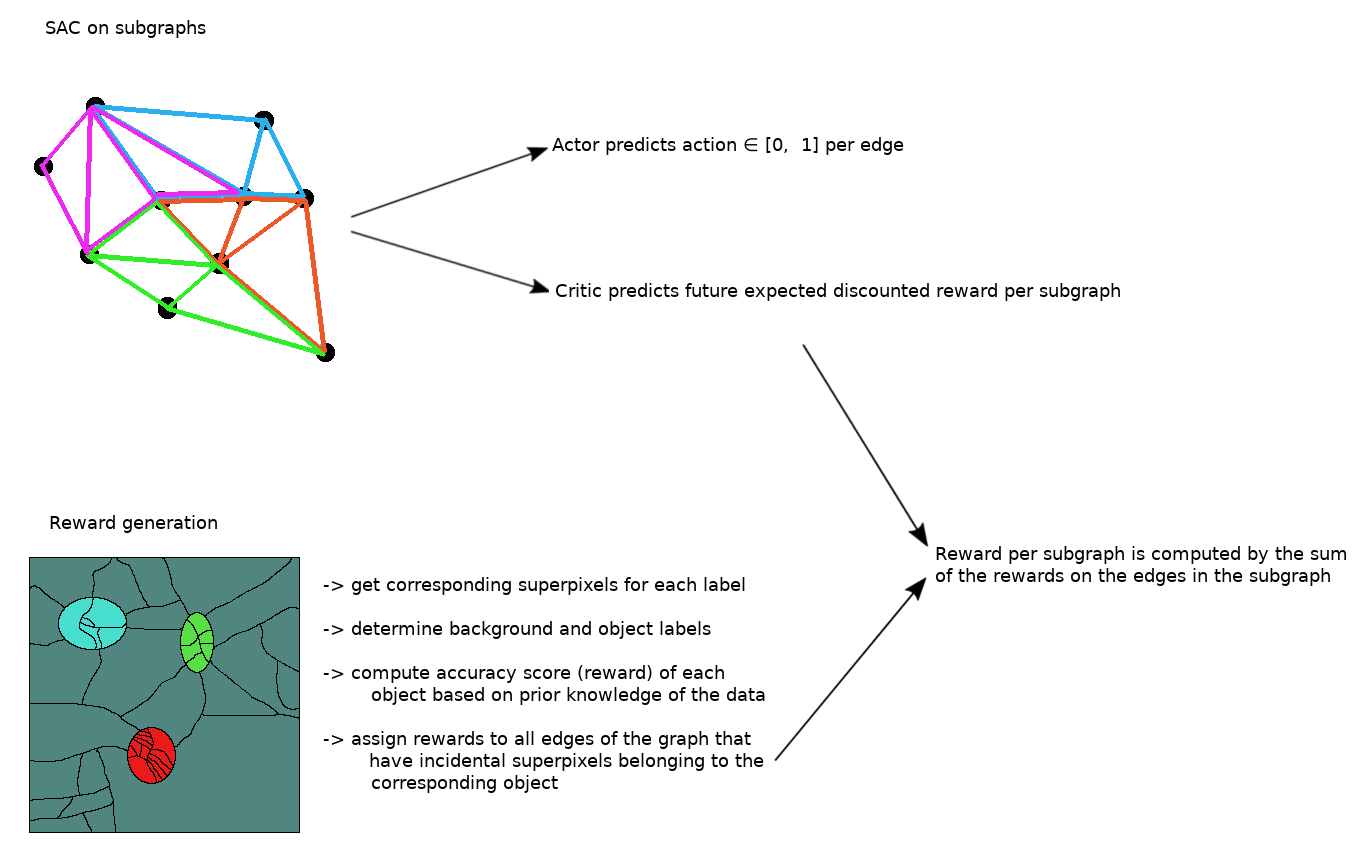 SAC on subgraphs
Actor predicts action ∈ [0, 1] per edge
Critic predicts future expected discounted reward per subgraph
Reward generation
-> get corresponding superpixels for each label
-> determine background and object labels
-> compute accuracy score (reward) of each
object based on prior knowledge of the data
-> assign rewards to all edges of the graph that
have incidental superpixels belonging to the
corresponding object
Reward per subgraph is computed by the sum
of the rewards on the edges in the subgraph